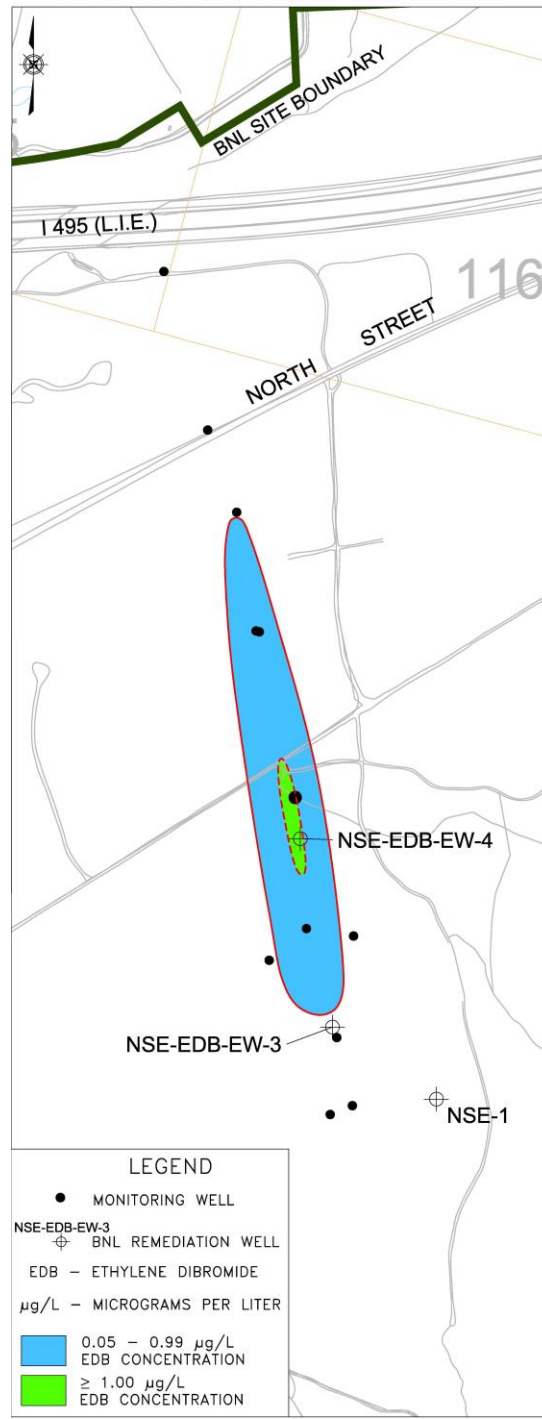 BNL SITE BOUNDARY
I 495 (L.I.E.)
116
NORTH STREET
NSE-EDB-EW-4
NSE-EDB-EW-3
NSE-1
LEGEND
MONITORING WELL
NSE-EDB-EW-3
BNL REMEDIATION WELL
EDB – ETHYLENE DIBROMIDE
µg/L – MICROGRAMS PER LITER
0.05 – 0.99 µg/L
EDB CONCENTRATION
≥ 1.00 µg/L
EDB CONCENTRATION